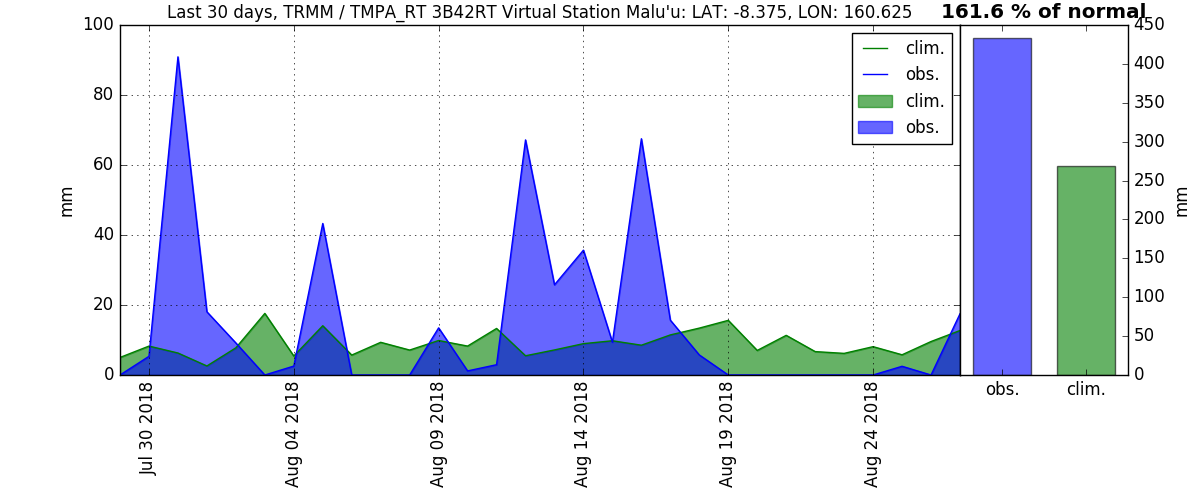 Last 30 days, TRMM / TMPA_RT 3B42RT Virtual Station Malu'u: LAT: -8.375, LON: 160.625
161.6 % of normal
100
80
60
40
20
0
mm
clim.
obs.
clim.
obs.
Jul 30 2018
Aug 04 2018
Aug 09 2018
Aug 14 2018
Aug 19 2018
Aug 24 2018
450
400
350
300
250
200
150
100
50
0
mm
obs.
clim.